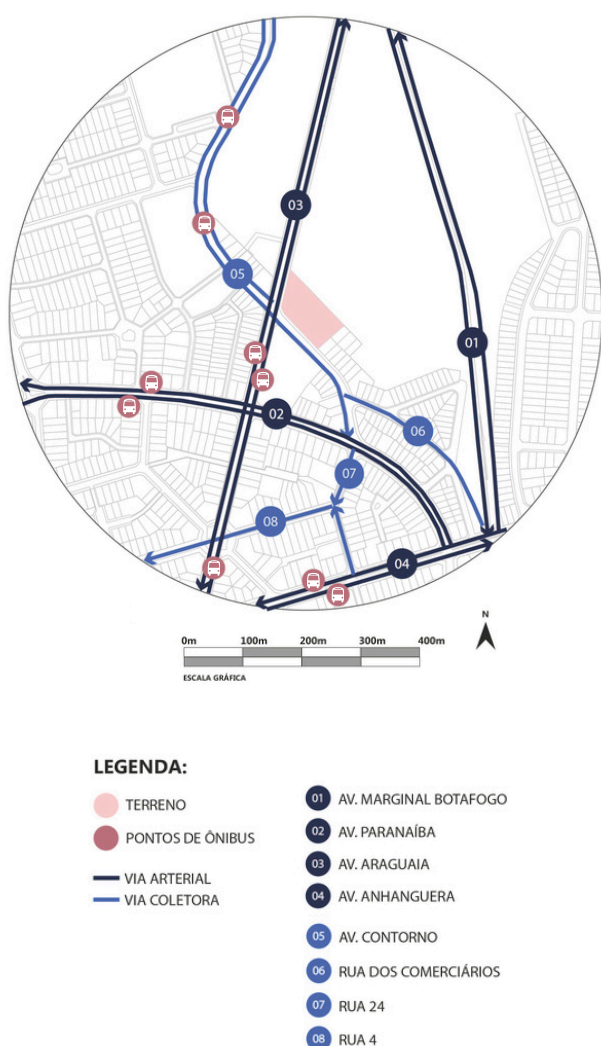 03
05
01
02
06
07
08
04
N
0m 100m 200m 300m 400m
ESCALA GRÁFICA
LEGENDA:
TERRENO
PONTOS DE ÔNIBUS
VIA ARTERIAL
VIA COLETORA
01 AV. MARGINAL BOTAFOGO
02 AV. PARANAÍBA
03 AV. ARAGUAIA
04 AV. ANHANGUERA
05 AV. CONTORNO
06 RUA DOS COMERCIÁRIOS
07 RUA 24
08 RUA 4